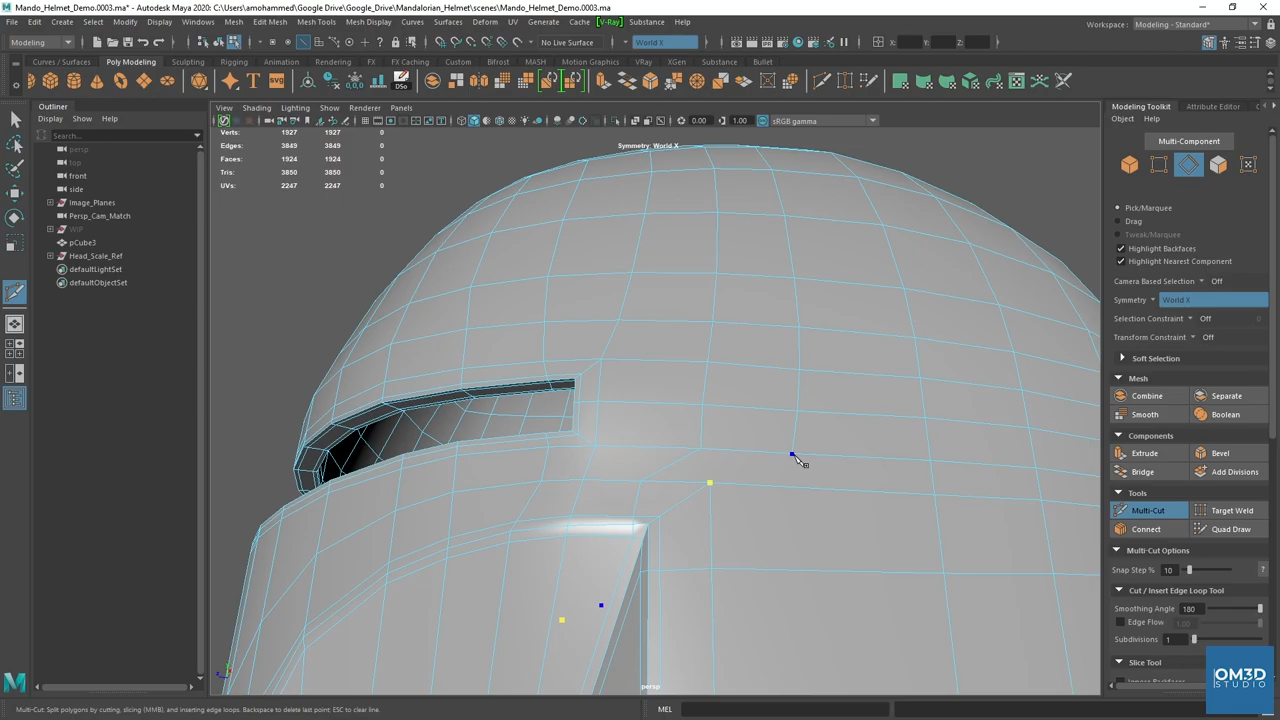 Mando_Helmet_Demo.0003.ma* - Autodesk Maya 2020: C:\Users\amohammed\Google Drive\Google_Drive\Mandalorian_Helmet\scenes\Mando_Helmet_Demo.0003.ma
File Edit Create Select Modify Display Windows Mesh Edit Mesh Mesh Tools Mesh Display Curves Surfaces Deform UV Generate Cache [V-Ray] Substance Help
Workspace : Modeling - Standard*
Modeling No Live Surface World X X: Y: Z:
Curves / Surfaces Poly Modeling Sculpting Rigging Animation Rendering FX FX Caching Custom Bifrost MASH Motion Graphics VRay XGen Substance Bullet
SVG 0,0,0 DSo
Outliner
Display Show Help
Search...
persp
top
front
side
Image_Planes
Persp_Cam_Match
WIP
pCube3
Head_Scale_Ref
defaultLightSet
defaultObjectSet
View Shading Lighting Show Renderer Panels
0.00 1.00 sRGB gamma
Verts: 1927 1927 0
Edges: 3849 3849 0
Faces: 1924 1924 0
Tris: 3850 3850 0
UVs: 2247 2247 0
Symmetry: World X
persp
Modeling Toolkit Attribute Editor
Object Help
Multi-Component
Pick/Marquee
Drag
Tweak/Marquee
Highlight Backfaces
Highlight Nearest Component
Camera Based Selection Off
Symmetry World X
Selection Constraint Off 0
Transform Constraint Off
Soft Selection
Mesh
Combine Separate
Smooth Boolean
Components
Extrude Bevel
Bridge Add Divisions
Tools
Multi-Cut Target Weld
Connect Quad Draw
Multi-Cut Options
Snap Step % 10
Cut / Insert Edge Loop Tool
Smoothing Angle 180
Edge Flow 1.00
Subdivisions 1
Slice Tool
OM3D
STUDIO
Multi-Cut: Split polygons by cutting, slicing (MMB), and inserting edge loops. Backspace to delete last point; ESC to clear line.
MEL